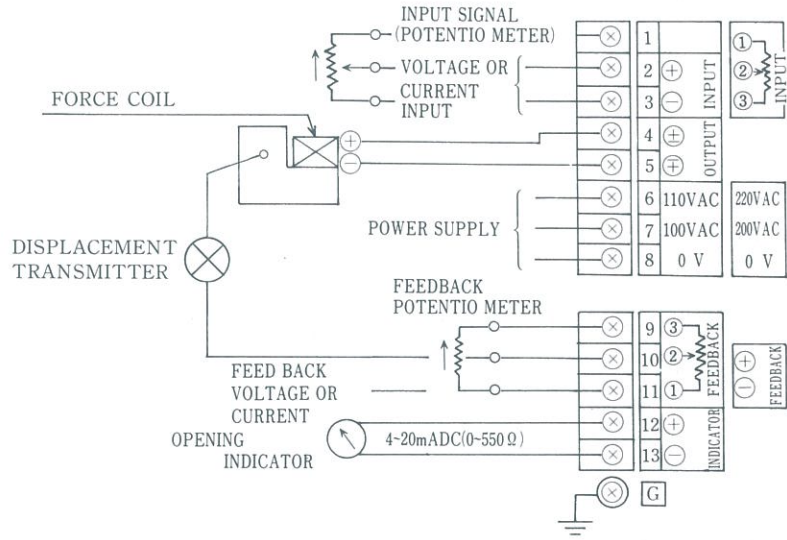 INPUT SIGNAL
(POTENTIO METER)
VOLTAGE OR
CURRENT
INPUT
FORCE COIL
⊕
⊖
DISPLACEMENT
TRANSMITTER
POWER SUPPLY
FEEDBACK
POTENTIO METER
FEED BACK
VOLTAGE OR
CURRENT
OPENING
INDICATOR
4~20mADC(0~550Ω)
1
2 ⊕
3 ⊖
INPUT
4 ±
5 ∓
OUTPUT
6 110VAC 220VAC
7 100VAC 200VAC
8 0 V 0 V
① 
②
③
INPUT
9 ③
10 ②
11 ①
FEEDBACK
⊕
⊖
FEEDBACK
12 ⊕
13 ⊖
INDICATOR
G